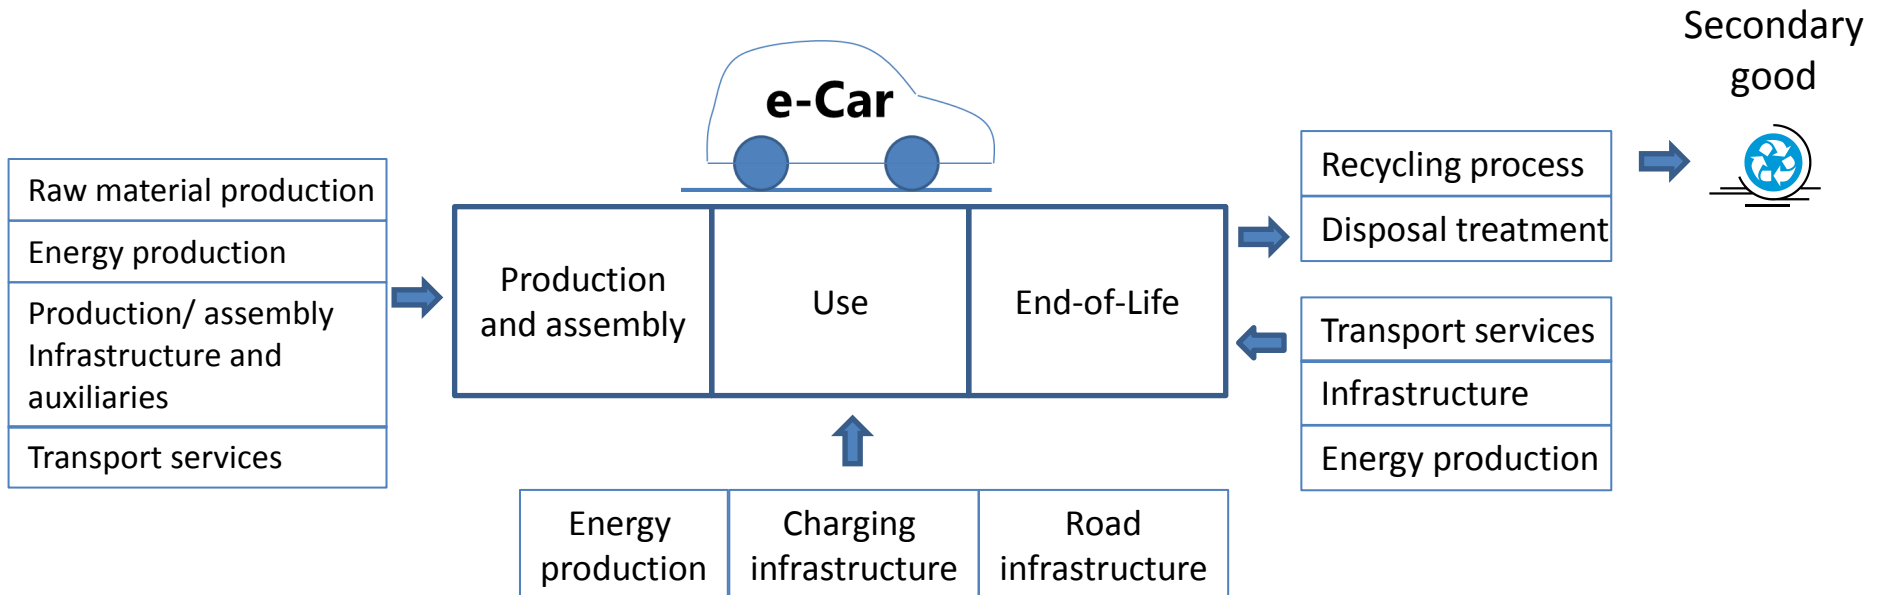 Secondary
good
e-Car
Raw material production
Energy production
Production/ assembly
Infrastructure and
auxiliaries
Transport services
Production
and assembly
Use
End-of-Life
Recycling process
Disposal treatment
Transport services
Infrastructure
Energy production
Energy
production
Charging
infrastructure
Road
infrastructure